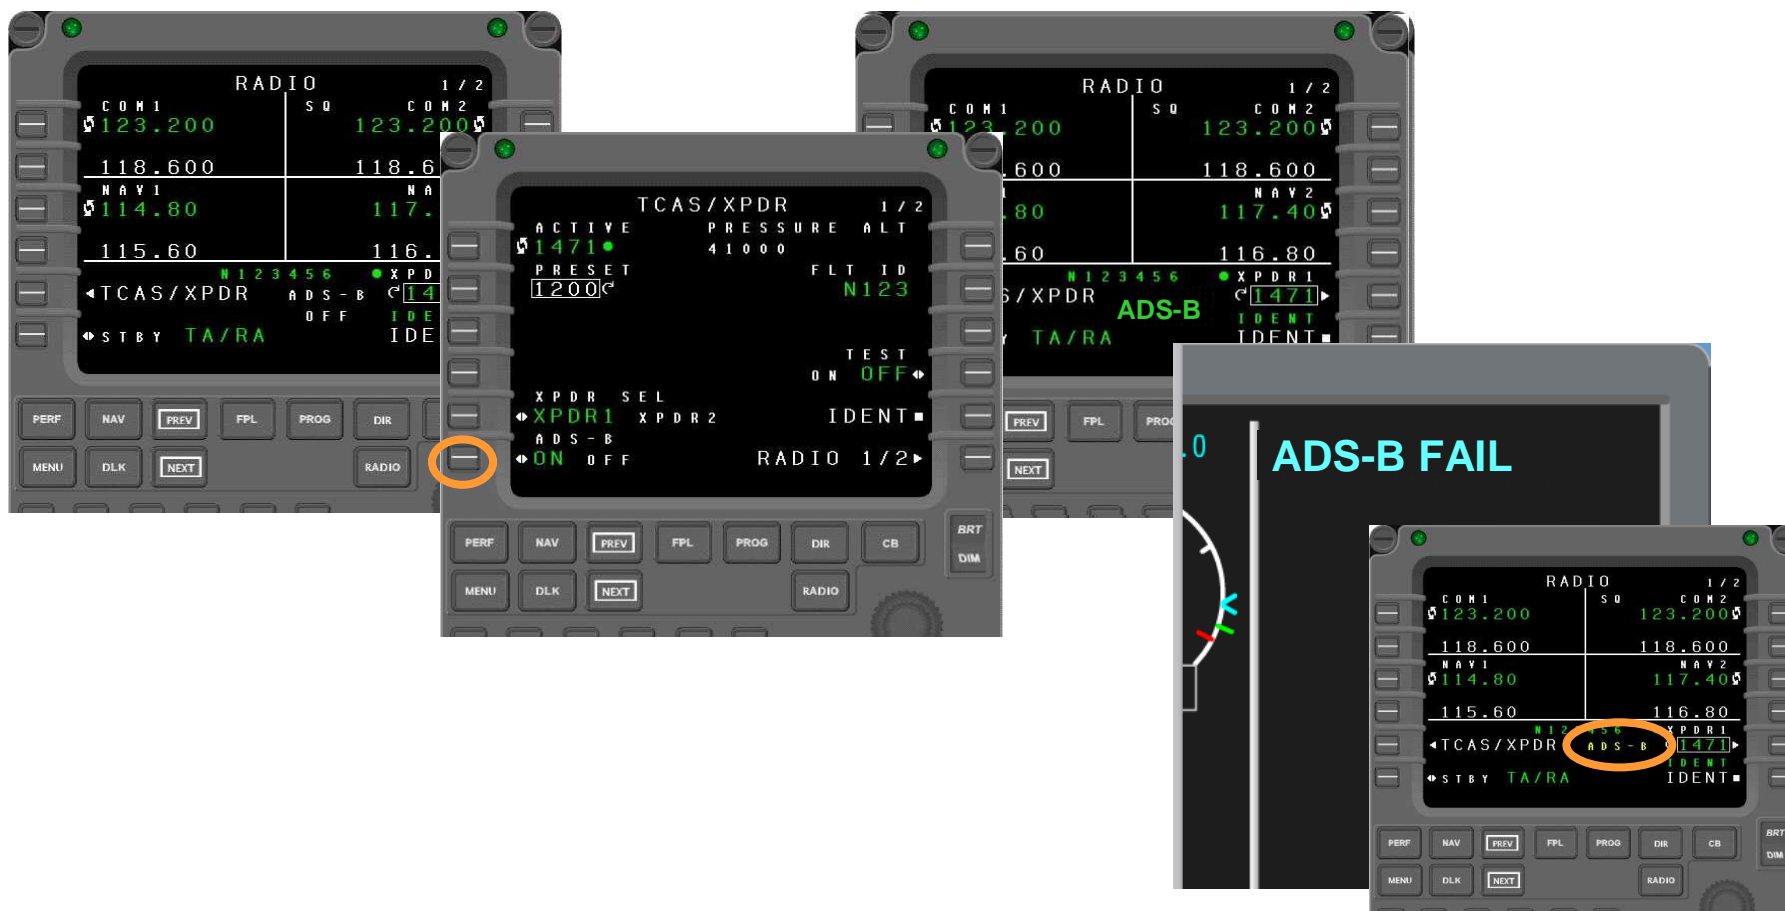 RADIO 1/2
COM1 SQ COM2
123.200 123.200
118.600 118.6
NAV1 NA
114.80 117.
115.60 116.
N123456 XPD
TCAS/XPDR ADS-B 14
OFF IDE
STBY TA/RA IDE
PERF NAV PREV FPL PROG DIR
MENU DLK NEXT RADIO
TCAS/XPDR 1/2
ACTIVE PRESSURE ALT
1471 41000
PRESET FLT ID
1200 N123
TEST
ON OFF
XPDR SEL
XPDR1 XPDR2 IDENT
ADS-B
ON OFF RADIO 1/2
PERF NAV PREV FPL PROG DIR CB BRT
DIM
MENU DLK NEXT RADIO
RADIO 1/2
COM1 SQ COM2
123.200 123.200
.600 118.600
NAV2
.80 117.40
.60 116.80
N123456 XPDR1
/XPDR ADS-B 1471
IDENT
TA/RA IDENT
PREV FPL PROG
NEXT
.0 ADS-B FAIL
RADIO 1/2
COM1 SQ COM2
123.200 123.200
118.600 118.600
NAV1 NAV2
114.80 117.40
115.60 116.80
N123456 XPDR1
TCAS/XPDR ADS-B 1471
IDENT
STBY TA/RA IDENT
PERF NAV PREV FPL PROG DIR CB BRT
DIM
MENU DLK NEXT RADIO